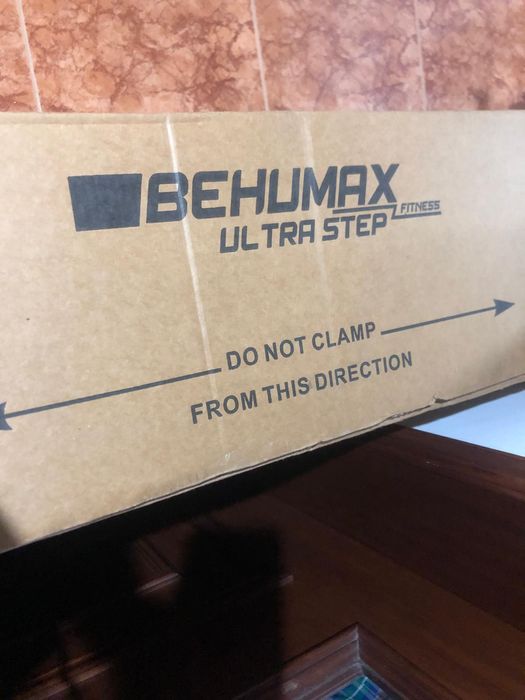 BEHUMAX
FITNESS
ULTRA STEP
DO NOT CLAMP
FROM THIS DIRECTION